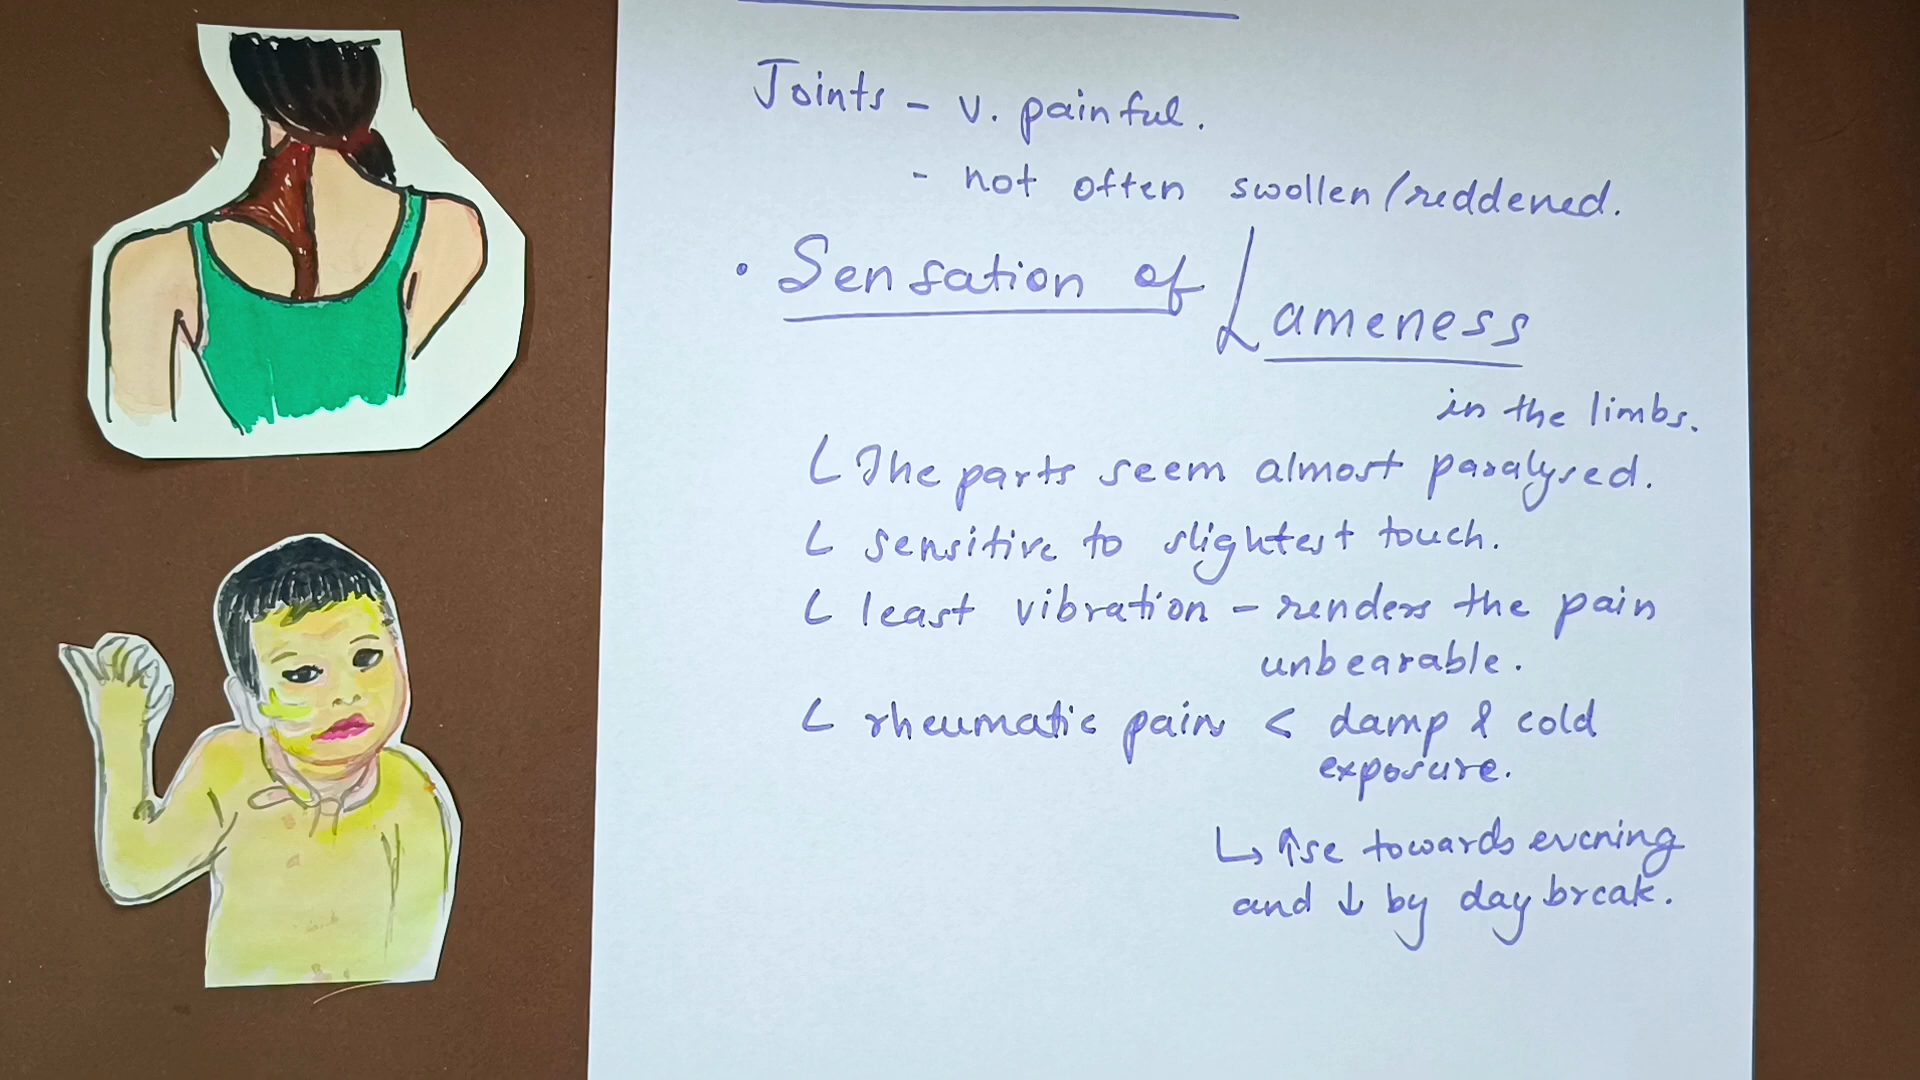 Joints - v. painful.
- not often swollen/reddened.
• Sensation of Lameness
in the limbs.
The parts seem almost paralysed.
sensitive to slightest touch.
least vibration - renders the pain
unbearable.
rheumatic pain < damp & cold
exposure.
↳ ↑se towards evening
and ↓ by day break.